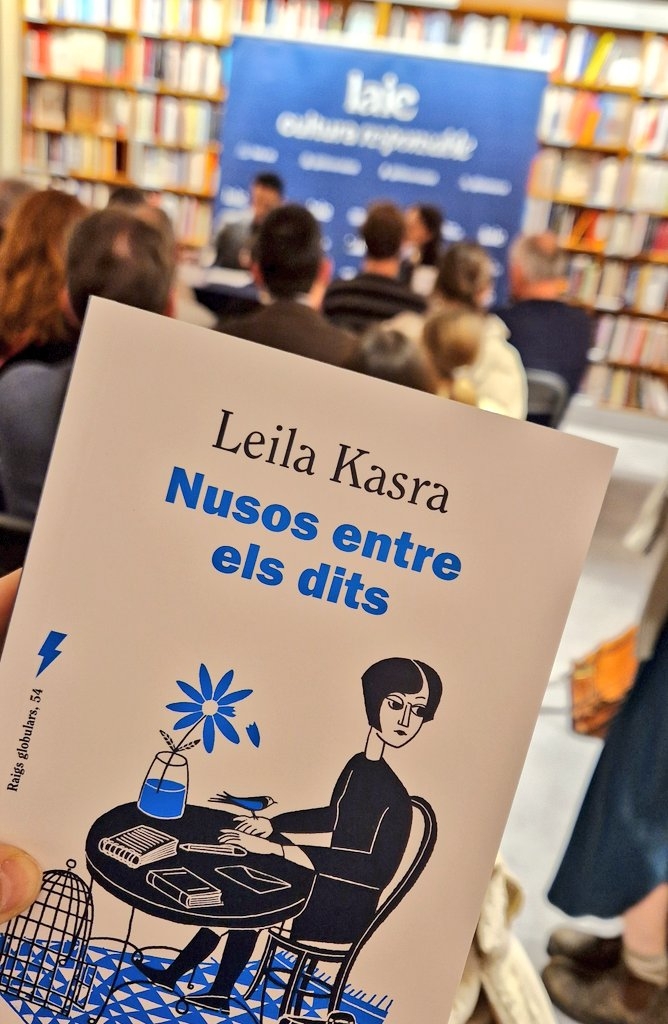 laie
cultura responsable
Leila Kasra
Nusos entre
els dits
Raigs globulars, 54